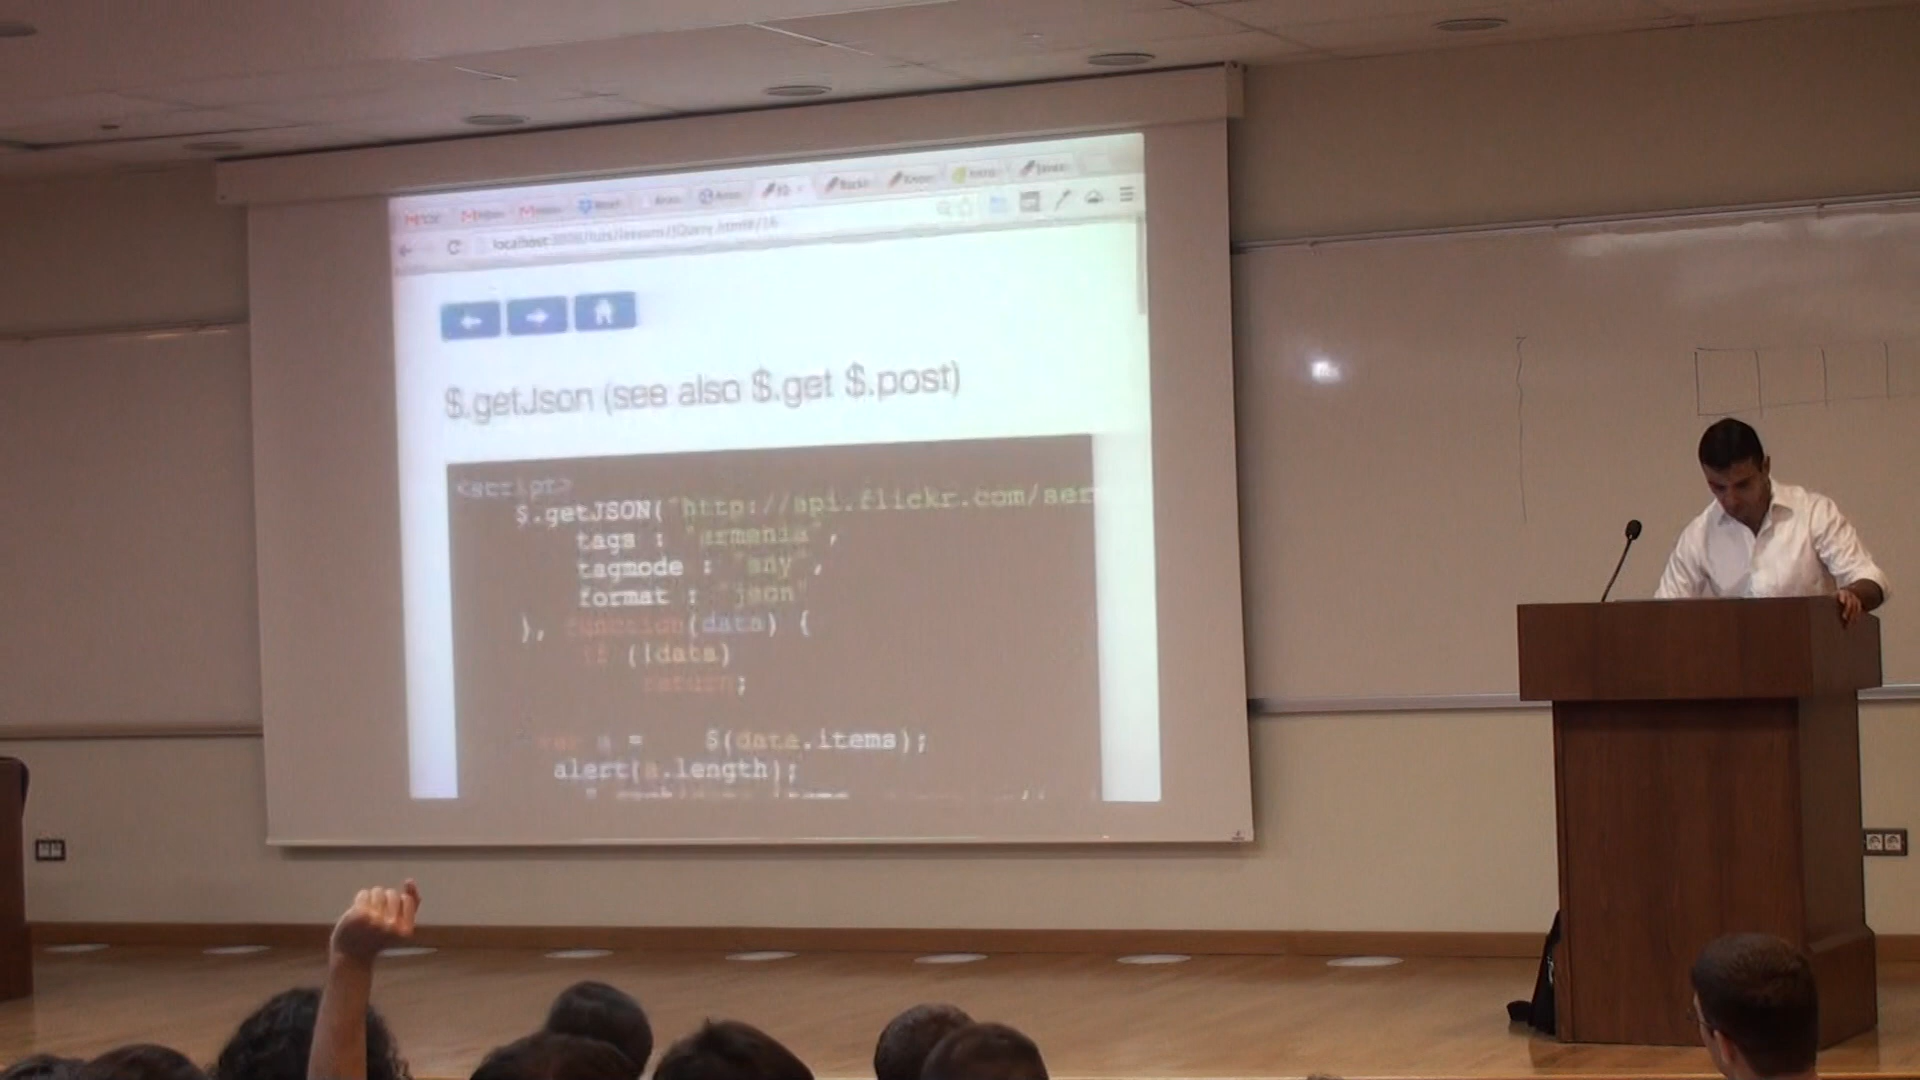 localhost
$.getJson (see also $.get $.post)
<script>
$.getJSON("http://api.flickr.com/ser
tags : "armenia",
tagmode : "any",
format : "json"
}, function(data) {
if (!data)
return;
var a = $(data.items);
alert(a.length);